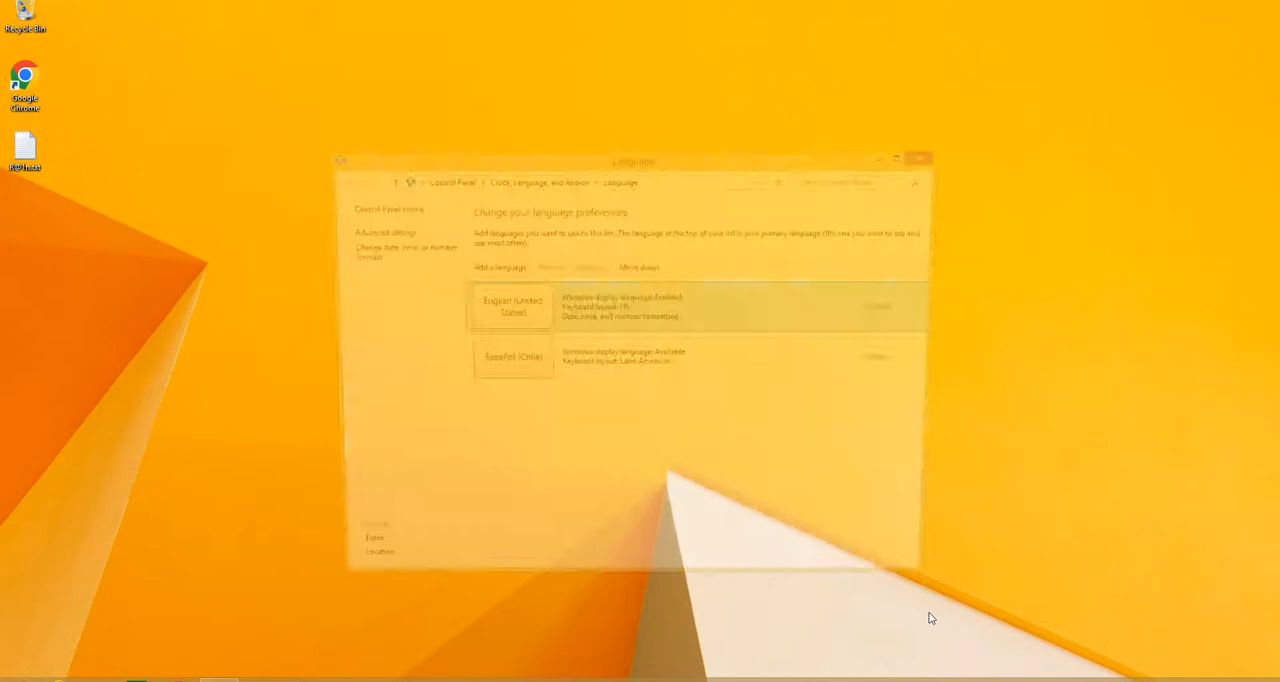 Recycle Bin
Google
Chrome
Language
Control Panel
Clock, Language, and Region
Language
Control Panel Home
Change your language preferences
Advanced settings
Add languages you want to use to this list. The language at the top of your list is your primary language (the one you want to see and
use most often).
Change date, time, or number
formats
Add a language
Move down
English (United
States)
Windows display language: Enabled
Keyboard layout: US
Date, time, and number formatting
Español (Chile)
Windows display language: Available
Keyboard layout: Latin American
Location